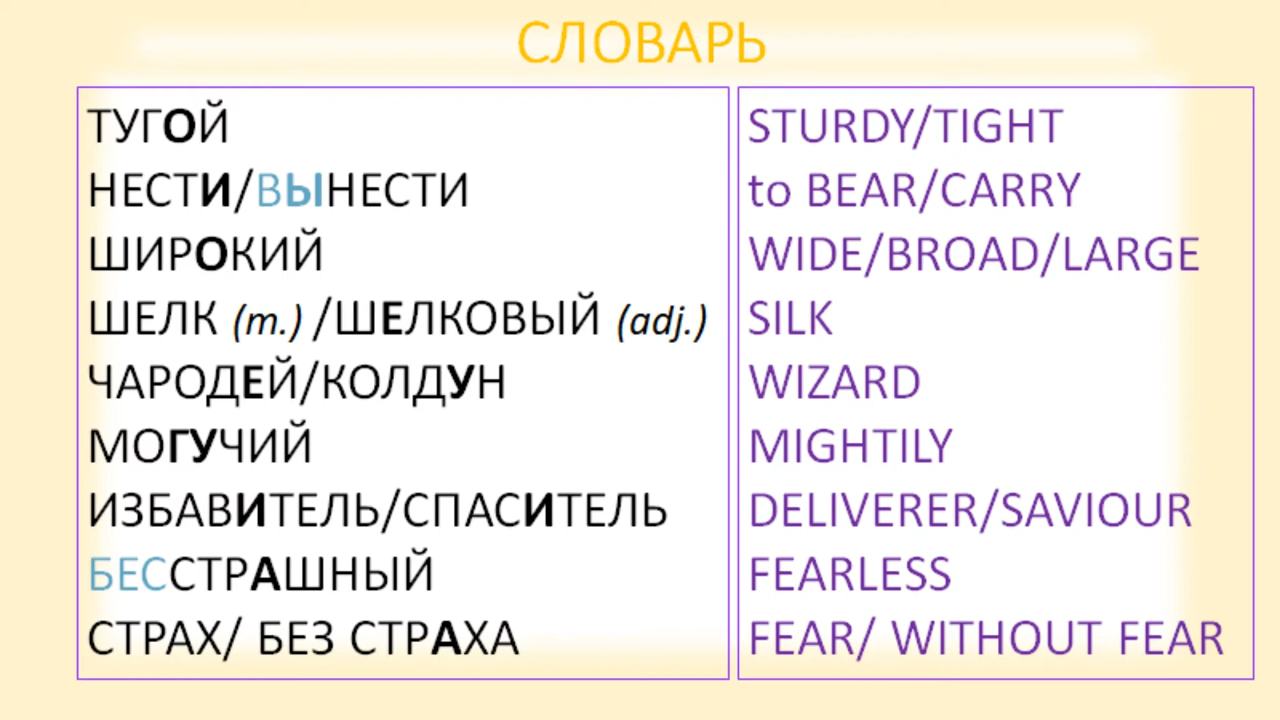 СЛОВАРЬ
ТУГОЙ STURDY/TIGHT
НЕСТИ/ВЫНЕСТИ to BEAR/CARRY
ШИРОКИЙ WIDE/BROAD/LARGE
ШЕЛК (m.) /ШЕЛКОВЫЙ (adj.) SILK
ЧАРОДЕЙ/КОЛДУН WIZARD
МОГУЧИЙ MIGHTILY
ИЗБАВИТЕЛЬ/СПАСИТЕЛЬ DELIVERER/SAVIOUR
БЕССТРАШНЫЙ FEARLESS
СТРАХ/ БЕЗ СТРАХА FEAR/ WITHOUT FEAR